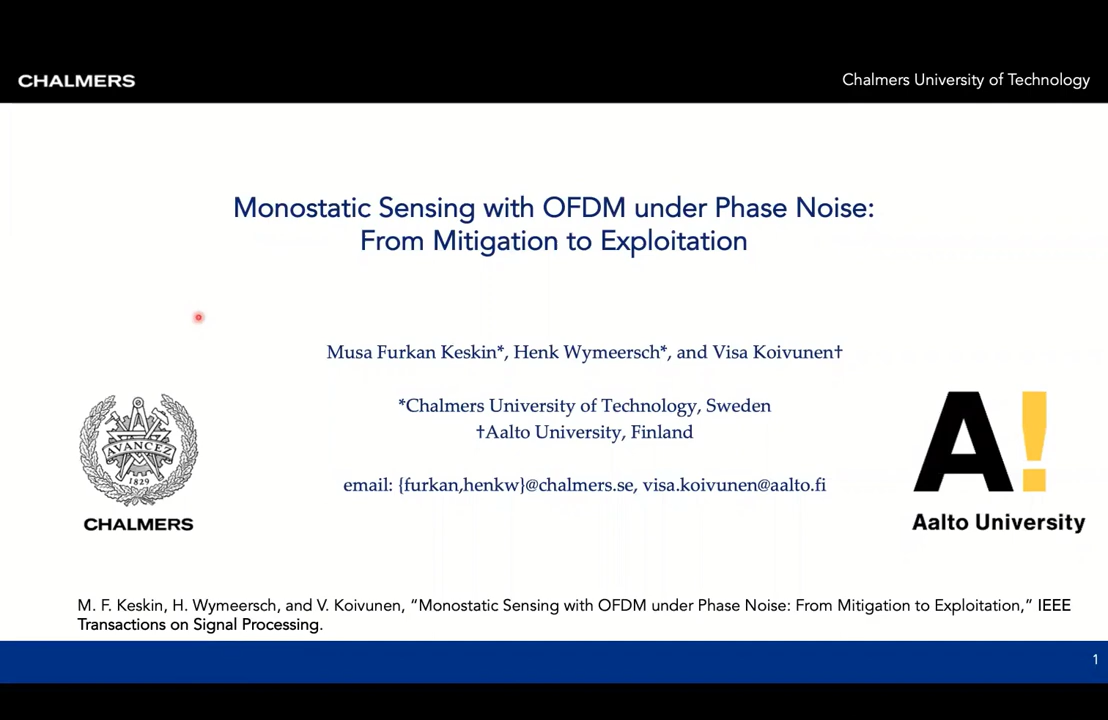 CHALMERS
Chalmers University of Technology
Monostatic Sensing with OFDM under Phase Noise:
From Mitigation to Exploitation
Musa Furkan Keskin*, Henk Wymeersch*, and Visa Koivunen†
*Chalmers University of Technology, Sweden
†Aalto University, Finland
email: {furkan,henkw}@chalmers.se, visa.koivunen@aalto.fi
AVANCEZ
1829
CHALMERS
A!
Aalto University
M. F. Keskin, H. Wymeersch, and V. Koivunen, “Monostatic Sensing with OFDM under Phase Noise: From Mitigation to Exploitation,” IEEE
Transactions on Signal Processing.
1